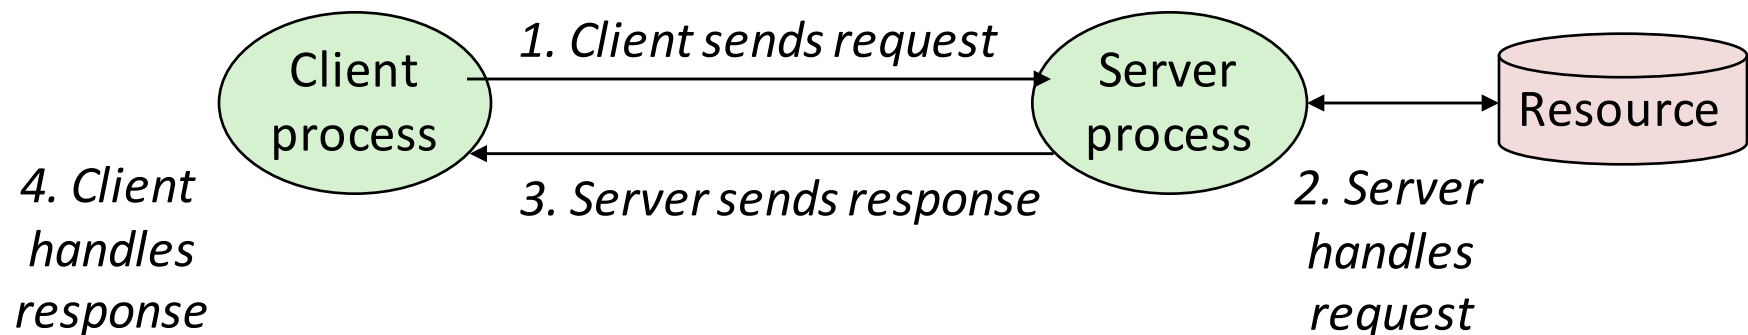 Client
process
1. Client sends request
Server
process
Resource
3. Server sends response
2. Server
handles
request
4. Client
handles
response